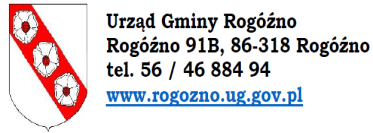 Urząd Gminy Rogóźno
Rogóźno 91B, 86-318 Rogóźno
tel. 56 / 46 884 94
www.rogozno.ug.gov.pl